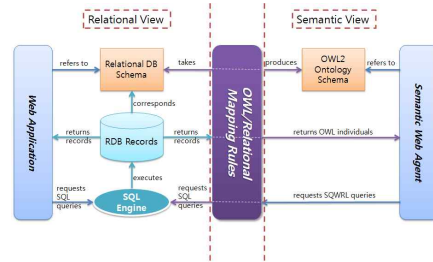 Relational View
Semantic View
Relational DB
Schema
OWL2
Ontology
Schema
refers to
takes
produces
refers to
corresponds
Web Application
OWL/Relational
Mapping Rules
Semantic Web Agent
returns
records
RDB Records
returns
records
returns OWL individuals
executes
requests
SQL
queries
SQL
Engine
requests
SQL
queries
requests SQWRL queries